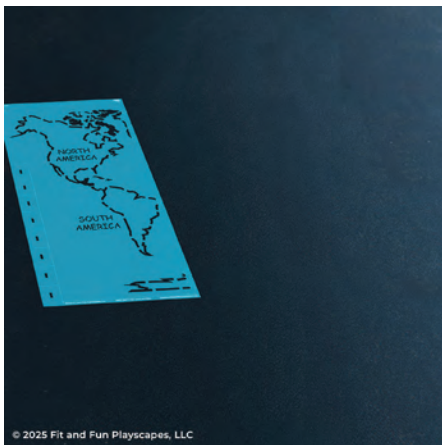 NORTH
AMERICA
SOUTH
AMERICA
© 2025 Fit and Fun Playscapes, LLC